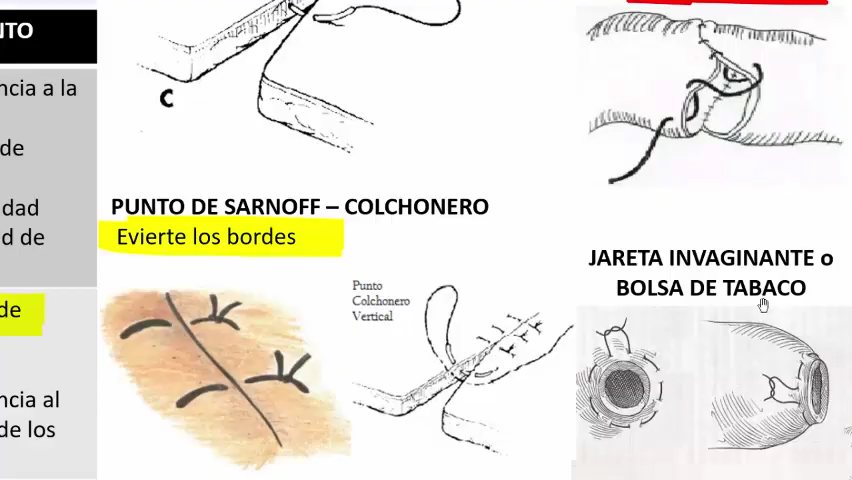 NTO
ncia a la
de
dad
d de
de
ncia al
de los
C
PUNTO DE SARNOFF – COLCHONERO
Evierte los bordes
Punto
Colchonero
Vertical
JARETA INVAGINANTE o
BOLSA DE TABACO